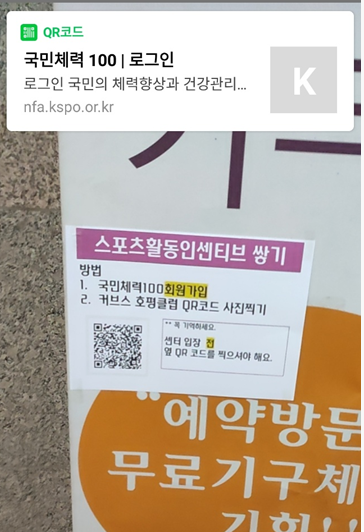 QR코드
국민체력 100 | 로그인
로그인 국민의 체력향상과 건강관리...
nfa.kspo.or.kr
K
스포츠활동인센티브 쌓기
방법
1. 국민체력100회원가입
2. 커브스 호평클럽 QR코드 사진찍기
** 꼭 기억하세요.
센터 입장 전
옆 QR 코드를 찍으셔야 해요.
"예약방문
무료기구체